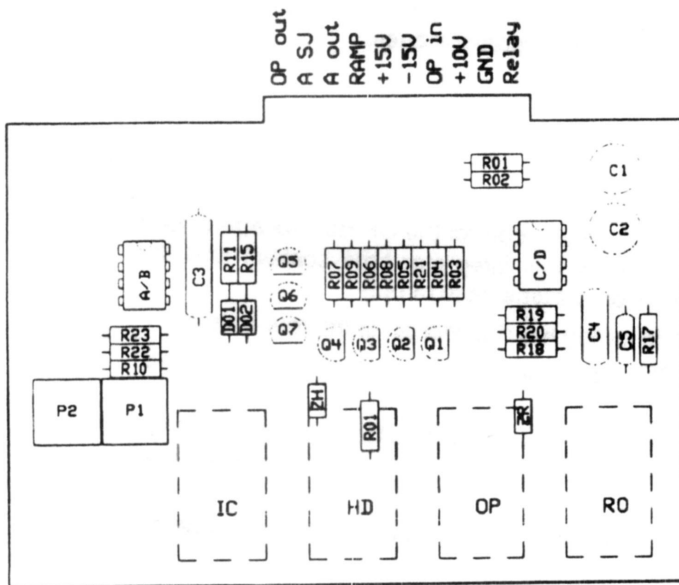 OP out
A SJ
A out
RAMP
+15V
-15V
OP in
+10V
GND
Relay
R01
R02
C1
C2
A/B
C3
R11
R15
Q5
Q6
Q7
D01
D02
R07
R09
R06
R08
R05
R21
R04
R03
C/D
R23
R22
R10
Q4
Q3
Q2
Q1
R19
R20
R18
C4
C5
R17
P2
P1
R01
IC
HD
OP
RO